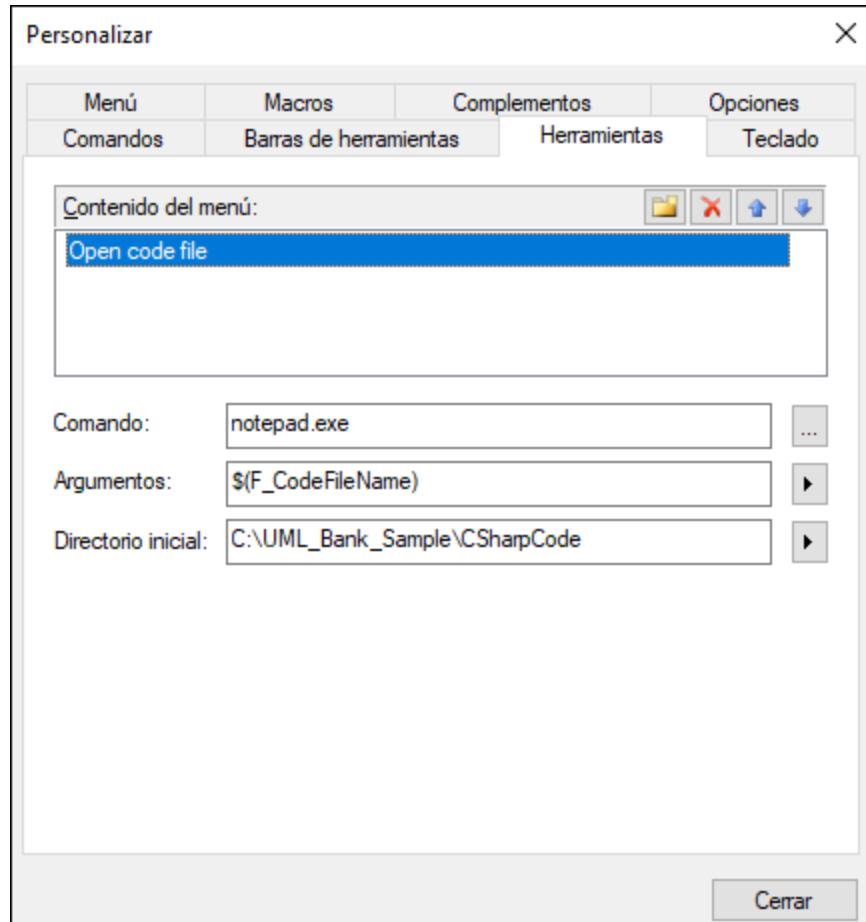 Personalizar
Menú Macros Complementos Opciones
Comandos Barras de herramientas Herramientas Teclado
Contenido del menú:
Open code file
Comando: notepad.exe ...
Argumentos: $(F_CodeFileName)
Directorio inicial: C:\UML_Bank_Sample\CSharpCode
Cerrar